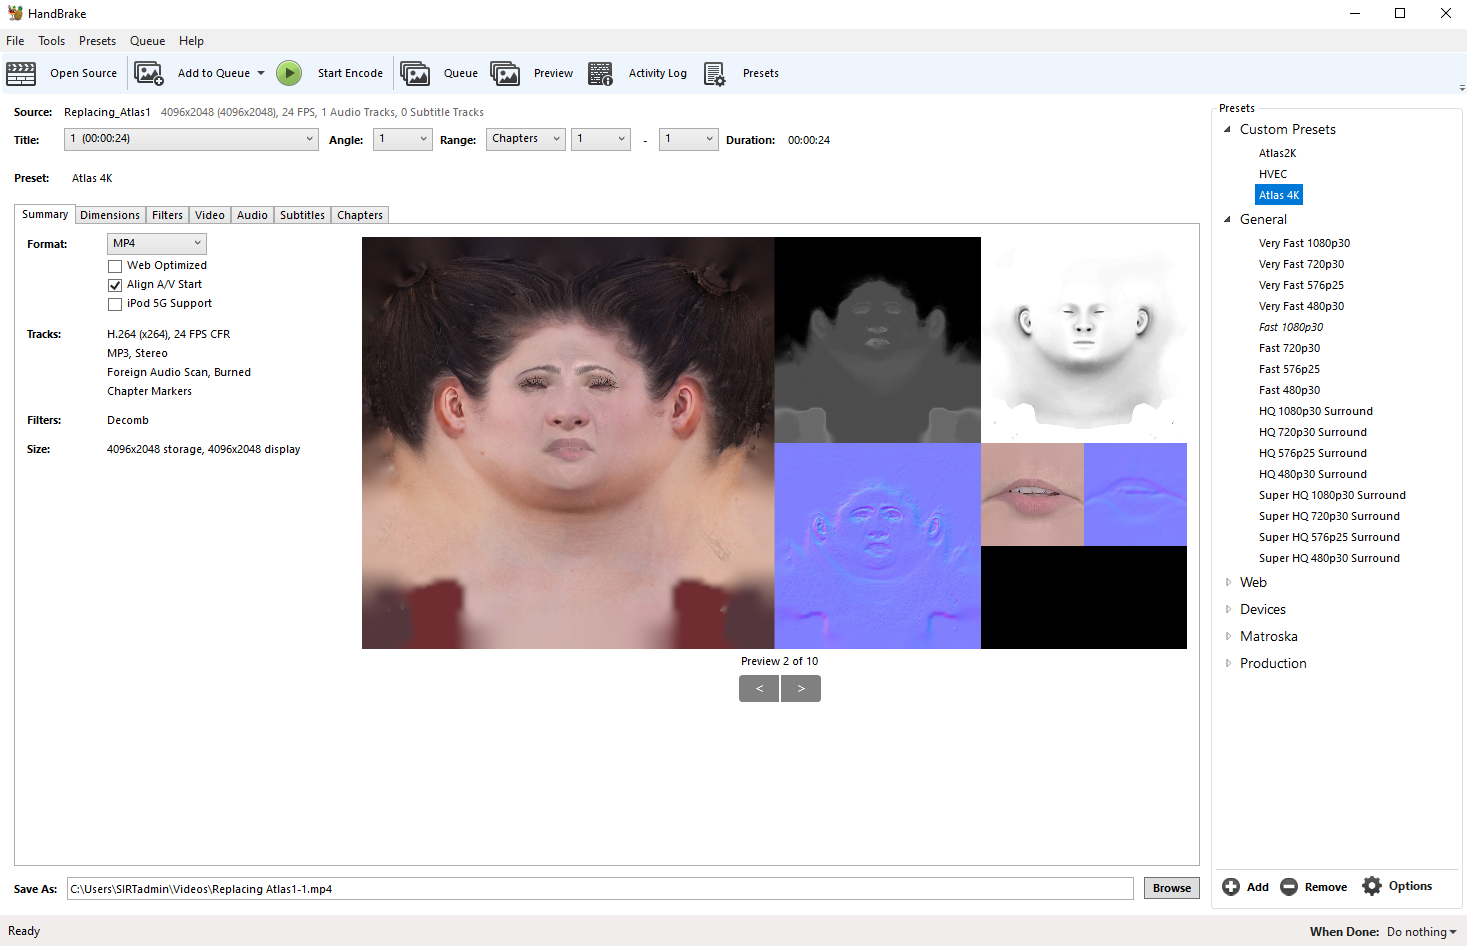 HandBrake
File Tools Presets Queue Help
Open Source Add to Queue Start Encode Queue Preview Activity Log Presets
Source: Replacing_Atlas1 4096x2048 (4096x2048), 24 FPS, 1 Audio Tracks, 0 Subtitle Tracks
Title: 1 (00:00:24) Angle: 1 Range: Chapters 1 - 1 Duration: 00:00:24
Preset: Atlas 4K
Summary Dimensions Filters Video Audio Subtitles Chapters
Format: MP4
Web Optimized
Align A/V Start
iPod 5G Support
Tracks: H.264 (x264), 24 FPS CFR
MP3, Stereo
Foreign Audio Scan, Burned
Chapter Markers
Filters: Decomb
Size: 4096x2048 storage, 4096x2048 display
Preview 2 of 10
< >
Save As: C:\Users\SIRTadmin\Videos\Replacing Atlas1-1.mp4 Browse
Presets
Custom Presets
Atlas2K
HVEC
Atlas 4K
General
Very Fast 1080p30
Very Fast 720p30
Very Fast 576p25
Very Fast 480p30
Fast 1080p30
Fast 720p30
Fast 576p25
Fast 480p30
HQ 1080p30 Surround
HQ 720p30 Surround
HQ 576p25 Surround
HQ 480p30 Surround
Super HQ 1080p30 Surround
Super HQ 720p30 Surround
Super HQ 576p25 Surround
Super HQ 480p30 Surround
Web
Devices
Matroska
Production
Add Remove Options
Ready
When Done: Do nothing